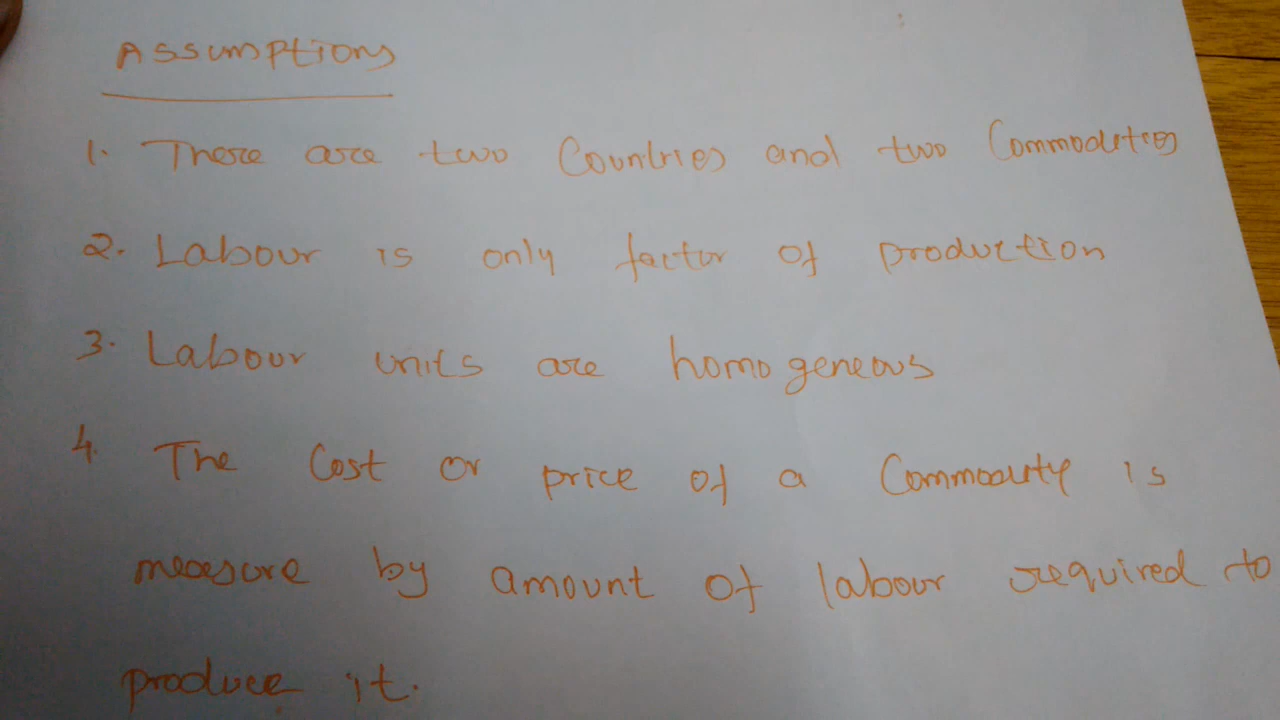 Assumptions
1. There are two Countries and two Commodities
2. Labour is only factor of production
3. Labour units are homogeneous
4. The Cost or price of a Commodity is
measure by amount of labour required to
produce it.